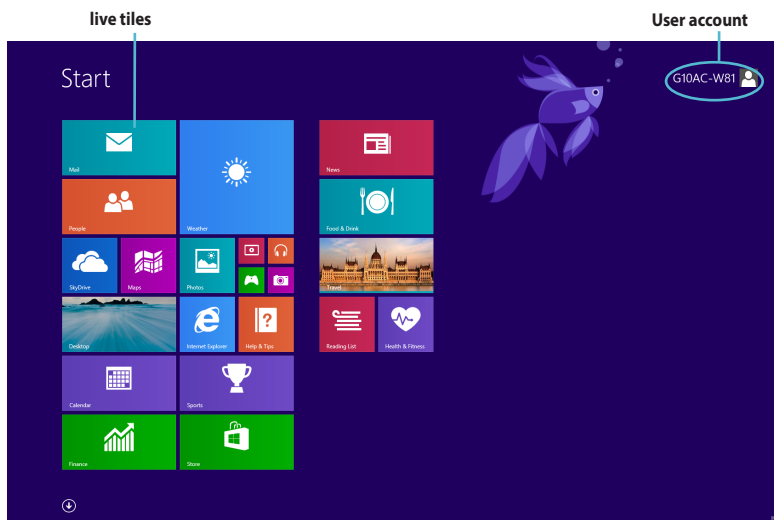 live tiles
User account
Start
G10AC-W81
Mail
People
Weather
SkyDrive
Maps
Photos
Desktop
Internet Explorer
Help & Tips
Calendar
Sports
Finance
Store
News
Food & Drink
Travel
Reading List
Health & Fitness